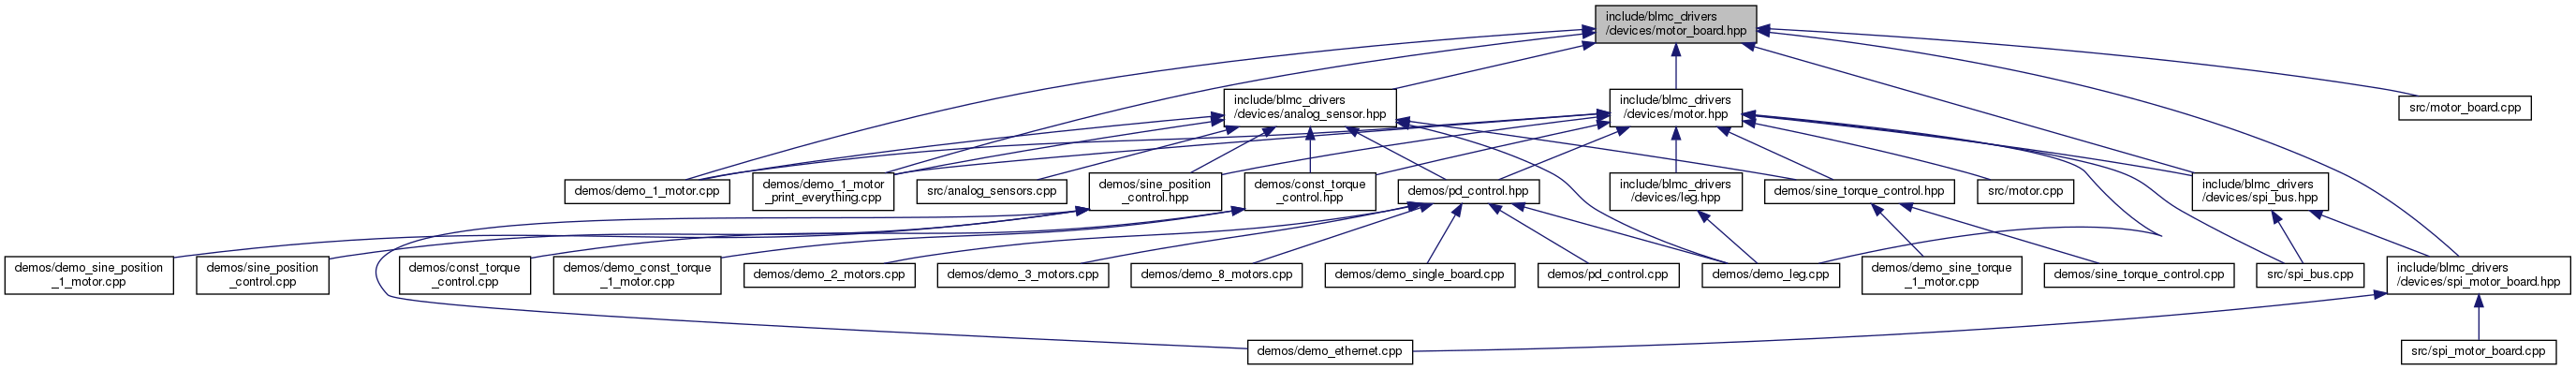 include/blmc_drivers
/devices/motor_board.hpp
include/blmc_drivers
/devices/analog_sensor.hpp
include/blmc_drivers
/devices/motor.hpp
src/motor_board.cpp
demos/demo_1_motor.cpp
demos/demo_1_motor
_print_everything.cpp
src/analog_sensors.cpp
demos/sine_position
_control.hpp
demos/const_torque
_control.hpp
demos/pd_control.hpp
include/blmc_drivers
/devices/leg.hpp
demos/sine_torque_control.hpp
src/motor.cpp
include/blmc_drivers
/devices/spi_bus.hpp
demos/demo_sine_position
_1_motor.cpp
demos/sine_position
_control.cpp
demos/const_torque
_control.cpp
demos/demo_const_torque
_1_motor.cpp
demos/demo_2_motors.cpp
demos/demo_3_motors.cpp
demos/demo_8_motors.cpp
demos/demo_single_board.cpp
demos/pd_control.cpp
demos/demo_leg.cpp
demos/demo_sine_torque
_1_motor.cpp
demos/sine_torque_control.cpp
src/spi_bus.cpp
include/blmc_drivers
/devices/spi_motor_board.hpp
demos/demo_ethernet.cpp
src/spi_motor_board.cpp